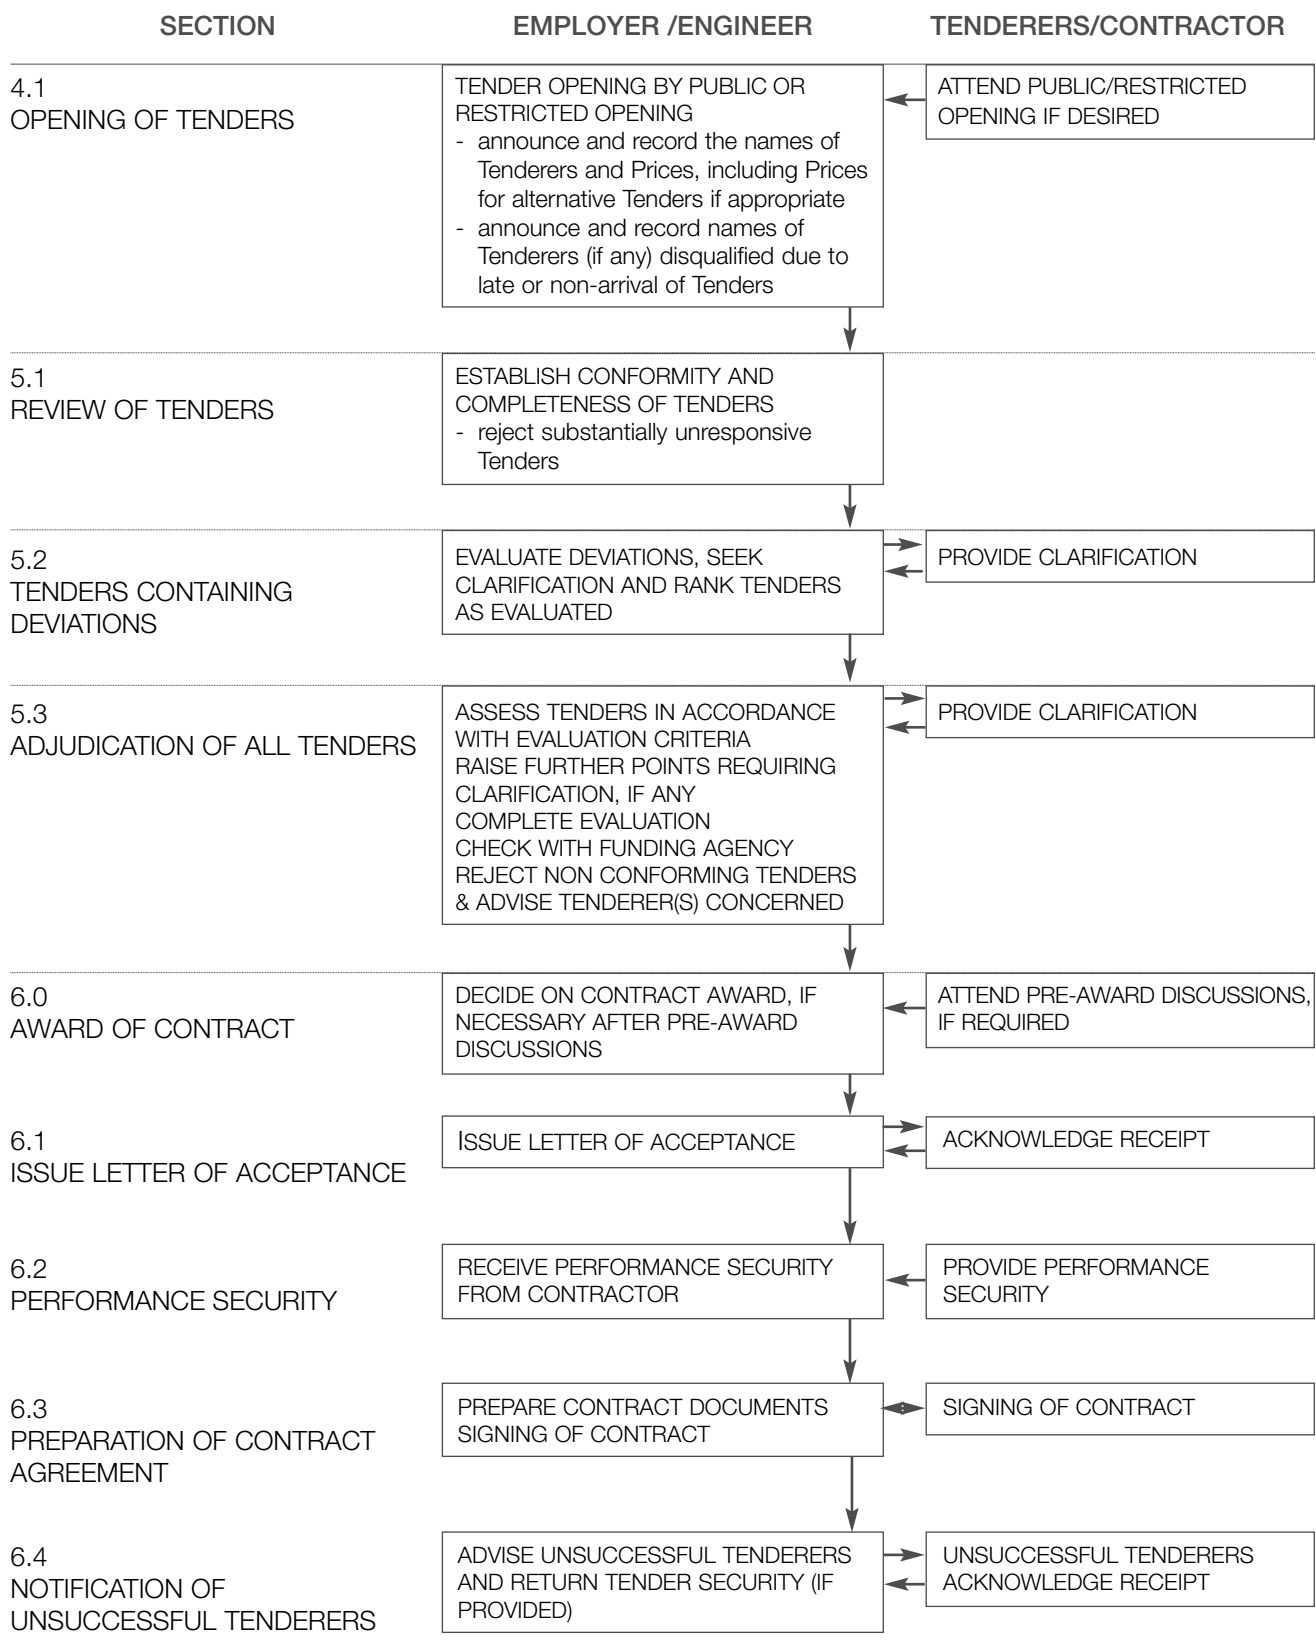 SECTION
EMPLOYER /ENGINEER
TENDERERS/CONTRACTOR
4.1
OPENING OF TENDERS
TENDER OPENING BY PUBLIC OR
RESTRICTED OPENING
- announce and record the names of
Tenderers and Prices, including Prices
for alternative Tenders if appropriate
- announce and record names of
Tenderers (if any) disqualified due to
late or non-arrival of Tenders
ATTEND PUBLIC/RESTRICTED
OPENING IF DESIRED
5.1
REVIEW OF TENDERS
ESTABLISH CONFORMITY AND
COMPLETENESS OF TENDERS
- reject substantially unresponsive
Tenders
5.2
TENDERS CONTAINING
DEVIATIONS
EVALUATE DEVIATIONS, SEEK
CLARIFICATION AND RANK TENDERS
AS EVALUATED
PROVIDE CLARIFICATION
5.3
ADJUDICATION OF ALL TENDERS
ASSESS TENDERS IN ACCORDANCE
WITH EVALUATION CRITERIA
RAISE FURTHER POINTS REQUIRING
CLARIFICATION, IF ANY
COMPLETE EVALUATION
CHECK WITH FUNDING AGENCY
REJECT NON CONFORMING TENDERS
& ADVISE TENDERER(S) CONCERNED
PROVIDE CLARIFICATION
6.0
AWARD OF CONTRACT
DECIDE ON CONTRACT AWARD, IF
NECESSARY AFTER PRE-AWARD
DISCUSSIONS
ATTEND PRE-AWARD DISCUSSIONS,
IF REQUIRED
6.1
ISSUE LETTER OF ACCEPTANCE
ISSUE LETTER OF ACCEPTANCE
ACKNOWLEDGE RECEIPT
6.2
PERFORMANCE SECURITY
RECEIVE PERFORMANCE SECURITY
FROM CONTRACTOR
PROVIDE PERFORMANCE
SECURITY
6.3
PREPARATION OF CONTRACT
AGREEMENT
PREPARE CONTRACT DOCUMENTS
SIGNING OF CONTRACT
SIGNING OF CONTRACT
6.4
NOTIFICATION OF
UNSUCCESSFUL TENDERERS
ADVISE UNSUCCESSFUL TENDERERS
AND RETURN TENDER SECURITY (IF
PROVIDED)
UNSUCCESSFUL TENDERERS
ACKNOWLEDGE RECEIPT